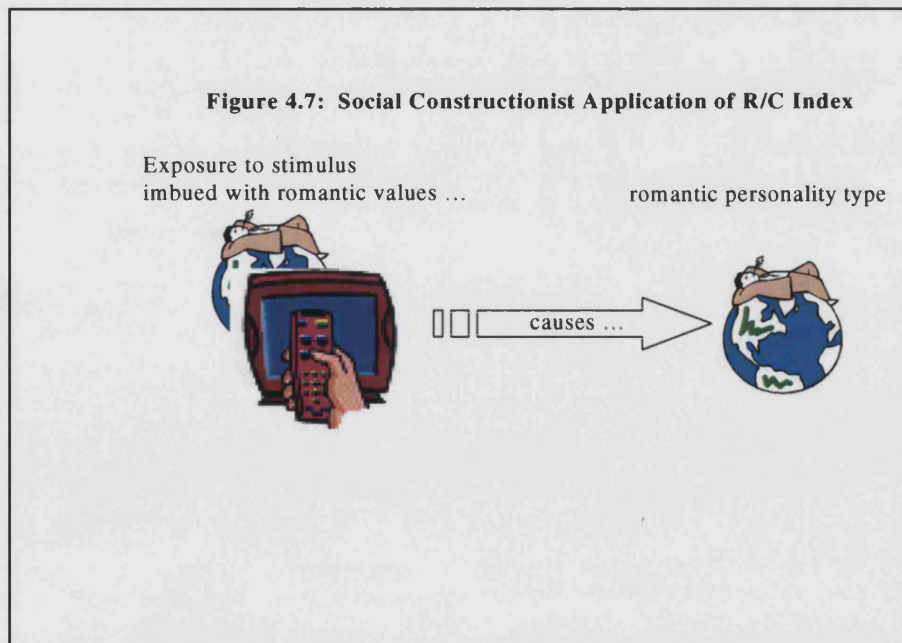 Figure 4.7: Social Constructionist Application of R/C Index
Exposure to stimulus
imbued with romantic values ...
romantic personality type
causes ...